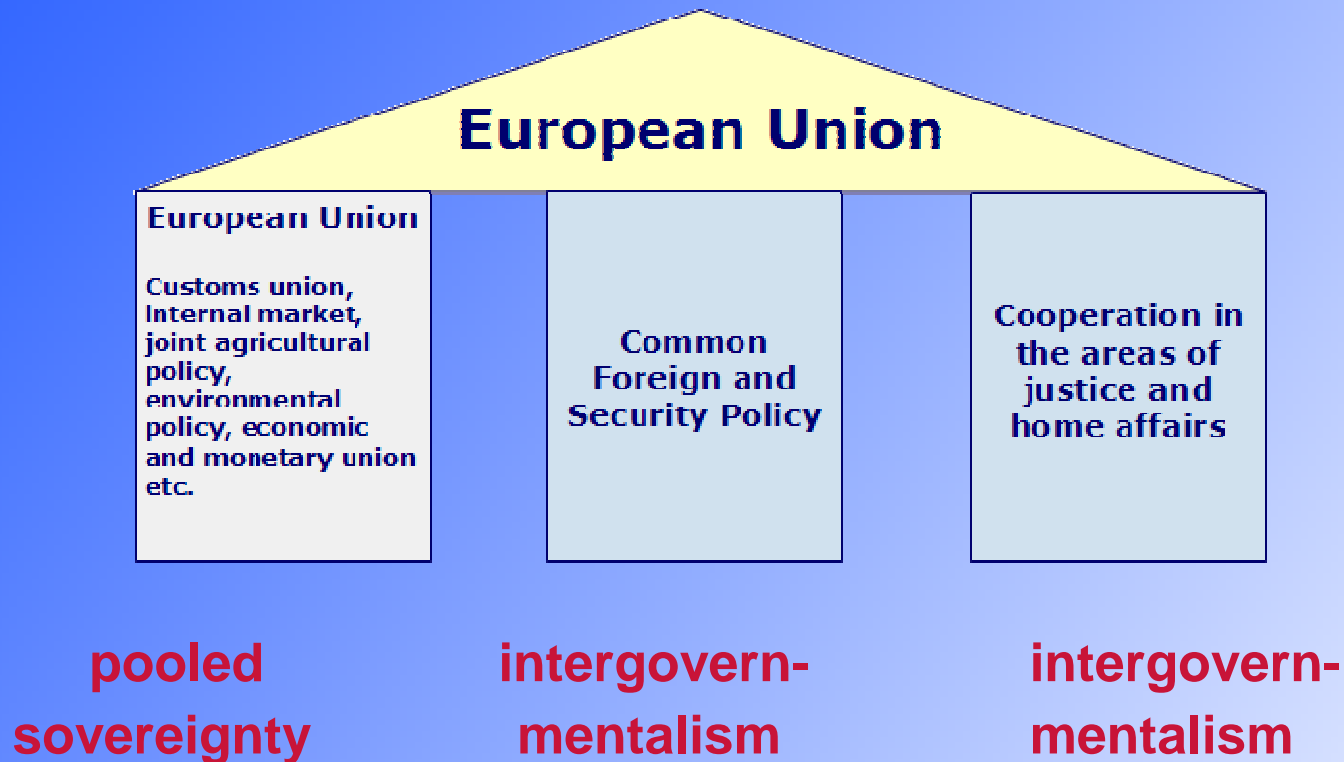 European Union
European Union
Customs union,
Internal market,
joint agricultural
policy,
environmental
policy, economic
and monetary union
etc.
Common
Foreign and
Security Policy
Cooperation in
the areas of
justice and
home affairs
pooled
sovereignty
intergovern-
mentalism
intergovern-
mentalism